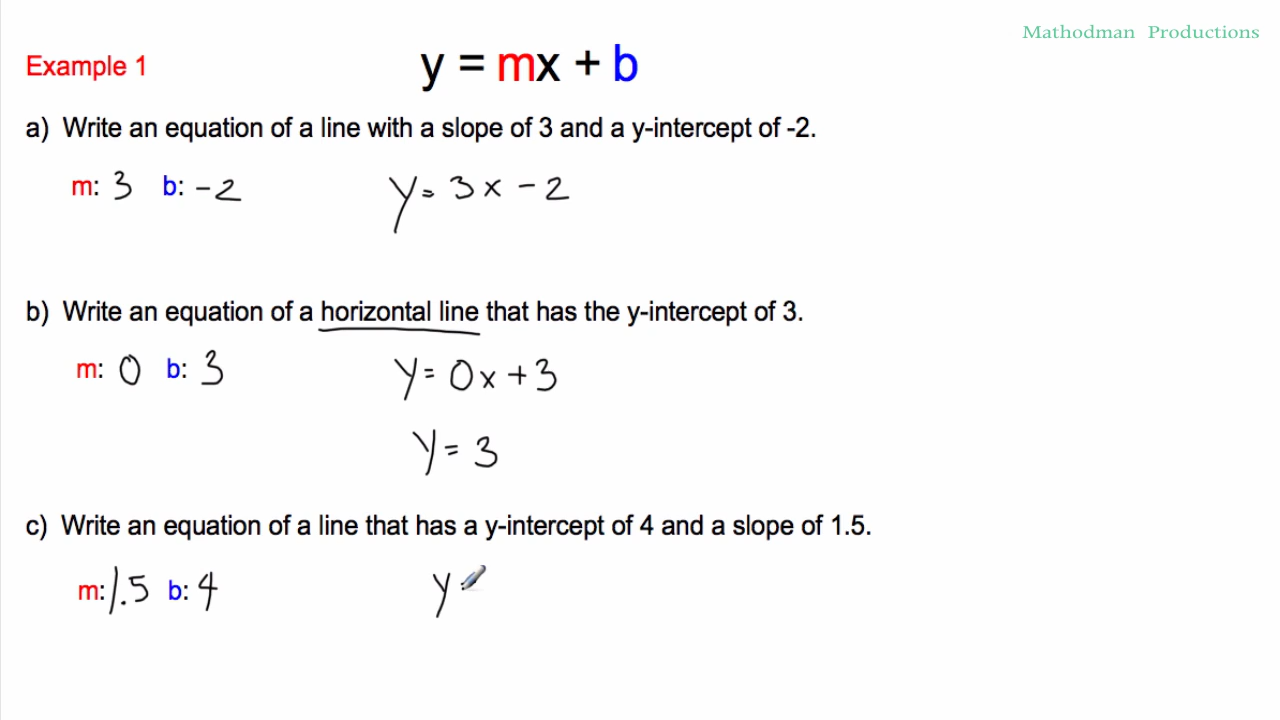 Mathodman Productions
Example 1
y = mx + b
a) Write an equation of a line with a slope of 3 and a y-intercept of -2.
m: 3 b: -2 y= 3x - 2
b) Write an equation of a horizontal line that has the y-intercept of 3.
m: 0 b: 3 y= 0x + 3
y= 3
c) Write an equation of a line that has a y-intercept of 4 and a slope of 1.5.
m: 1.5 b: 4 y